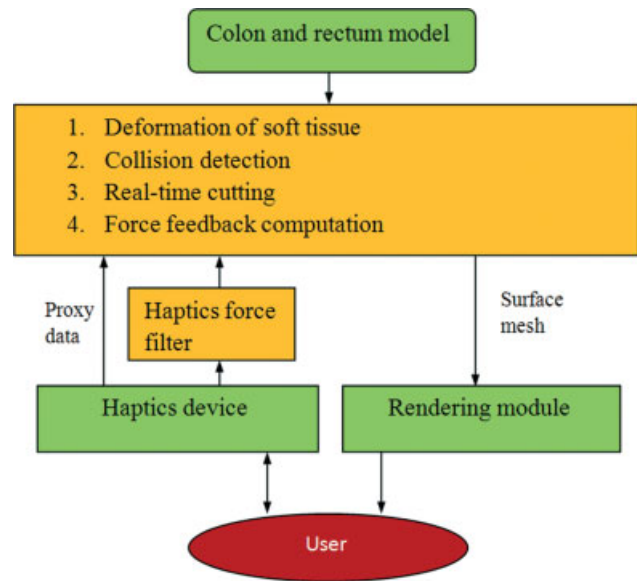 Colon and rectum model
1. Deformation of soft tissue
2. Collision detection
3. Real-time cutting
4. Force feedback computation
Proxy
data
Haptics force
filter
Surface
mesh
Haptics device
Rendering module
User